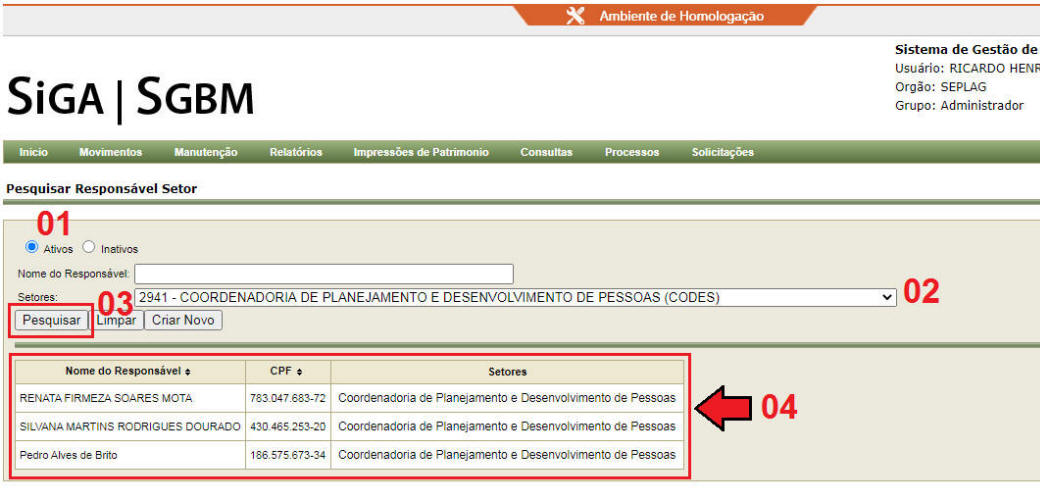 Ambiente de Homologação
Sistema de Gestão de
Usuário: RICARDO HENR
Orgão: SEPLAG
Grupo: Administrador
SiGA | SGBM
Início Movimentos Manutenção Relatórios Impressões de Patrimonio Consultas Processos Solicitações
Pesquisar Responsável Setor
01
Ativos Inativos
Nome do Responsável:
Setores: 2941 - COORDENADORIA DE PLANEJAMENTO E DESENVOLVIMENTO DE PESSOAS (CODES) 02
03
Pesquisar Limpar Criar Novo
Nome do Responsável CPF Setores
RENATA FIRMEZA SOARES MOTA 783.047.683-72 Coordenadoria de Planejamento e Desenvolvimento de Pessoas
04
SILVANA MARTINS RODRIGUES DOURADO 430.465.253-20 Coordenadoria de Planejamento e Desenvolvimento de Pessoas
Pedro Alves de Brito 186.575.673-34 Coordenadoria de Planejamento e Desenvolvimento de Pessoas